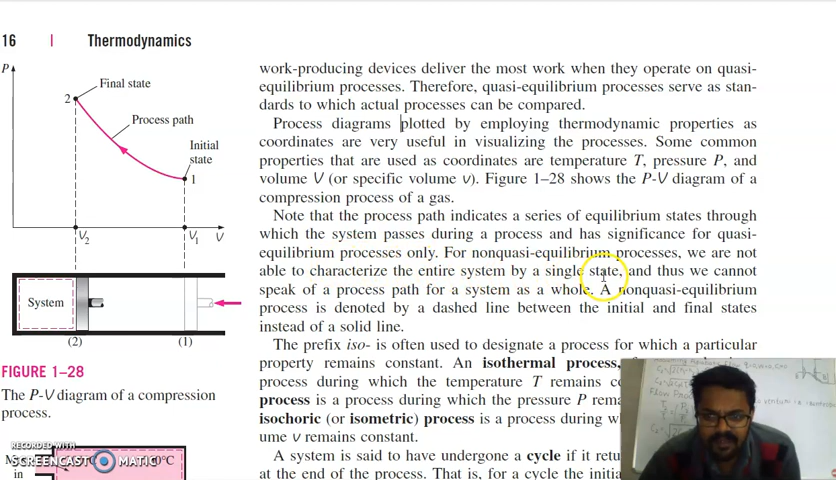 16 | Thermodynamics
P
Final state
2
Process path
Initial
state
1
V2 V1 V
System
(2) (1)
FIGURE 1–28
The P-V diagram of a compression
process.
RECORDED WITH
SCREENCAST MATIC
in
0°C
work-producing devices deliver the most work when they operate on quasi-
equilibrium processes. Therefore, quasi-equilibrium processes serve as stan-
dards to which actual processes can be compared.
Process diagrams plotted by employing thermodynamic properties as
coordinates are very useful in visualizing the processes. Some common
properties that are used as coordinates are temperature T, pressure P, and
volume V (or specific volume v). Figure 1–28 shows the P-V diagram of a
compression process of a gas.
Note that the process path indicates a series of equilibrium states through
which the system passes during a process and has significance for quasi-
equilibrium processes only. For nonquasi-equilibrium processes, we are not
able to characterize the entire system by a single state, and thus we cannot
speak of a process path for a system as a whole. A nonquasi-equilibrium
process is denoted by a dashed line between the initial and final states
instead of a solid line.
The prefix iso- is often used to designate a process for which a particular
property remains constant. An isothermal process,
process during which the temperature T remains
process is a process during which the pressure P
isochoric (or isometric) process is a process during
ume v remains constant.
A system is said to have undergone a cycle if it
at the end of the process. That is, for a cycle the